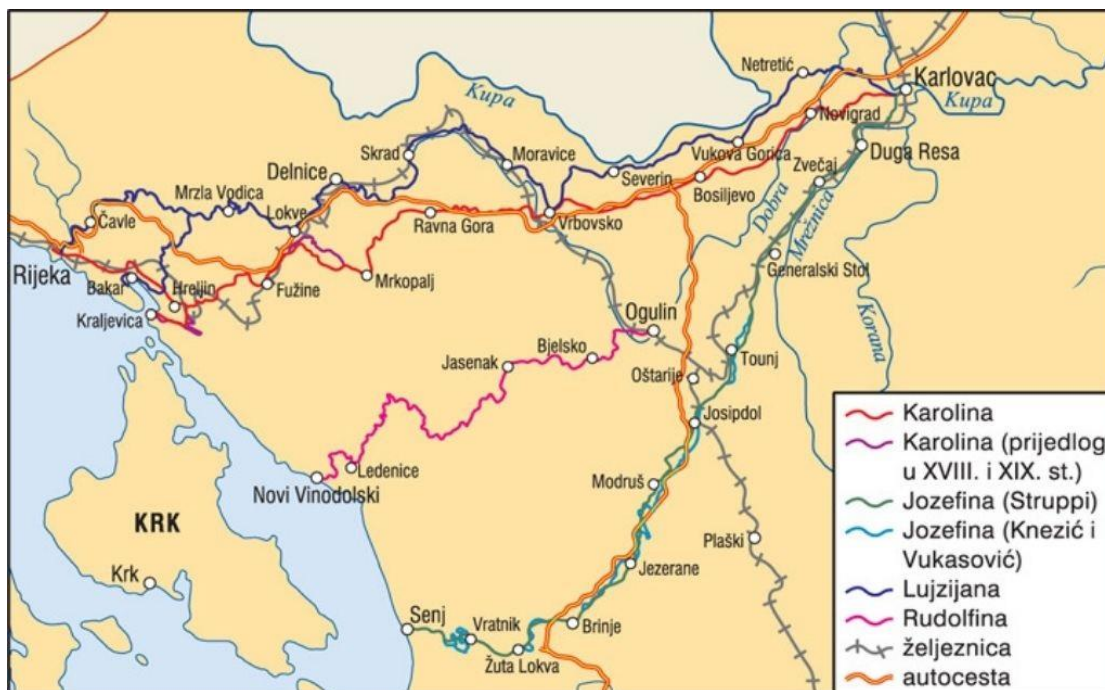 Kupa
Netretić
Karlovac
Kupa
Novigrad
Skrad
Moravice
Vukova Gorica
Duga Resa
Delnice
Severin
Zvečaj
Mrzla Vodica
Bosiljevo
Dobra
Mrežnica
Lokve
Čavle
Ravna Gora
Vrbovsko
Rijeka
Generalski Stol
Mrkopalj
Bakar
Hreljin
Fužine
Korana
Kraljevica
Ogulin
Bjelsko
Tounj
Jasenak
Oštarije
Josipdol
Ledenice
Novi Vinodolski
Modruš
KRK
Plaški
Krk
Jezerane
Senj
Vratnik
Brinje
Žuta Lokva
Karolina
Karolina (prijedlog
u XVIII. i XIX. st.)
Jozefina (Struppi)
Jozefina (Knezić i
Vukasović)
Lujzijana
Rudolfina
željeznica
autocesta